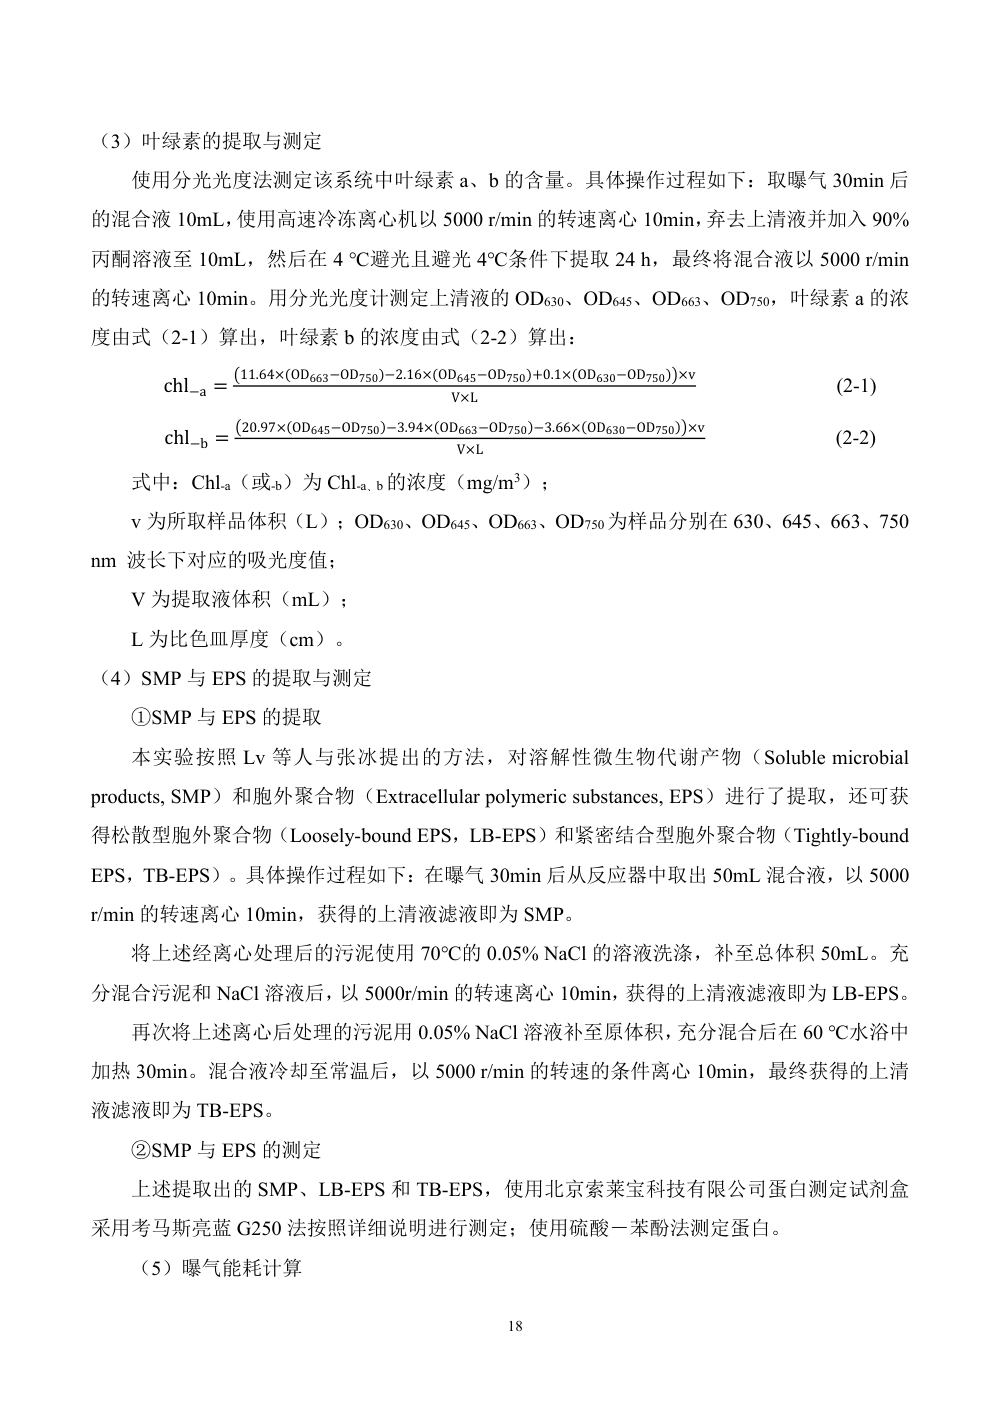 （3）叶绿素的提取与测定
使用分光光度法测定该系统中叶绿素 a、b 的含量。具体操作过程如下：取曝气 30min 后
的混合液 10mL，使用高速冷冻离心机以 5000 r/min 的转速离心 10min，弃去上清液并加入 90%
丙酮溶液至 10mL，然后在 4 ℃避光且避光 4℃条件下提取 24 h，最终将混合液以 5000 r/min
的转速离心 10min。用分光光度计测定上清液的 OD630、OD645、OD663、OD750，叶绿素 a 的浓
度由式（2-1）算出，叶绿素 b 的浓度由式（2-2）算出：
chl₋a = (11.64×(OD663−OD750)−2.16×(OD645−OD750)+0.1×(OD630−OD750))×v / V×L (2-1)
chl₋b = (20.97×(OD645−OD750)−3.94×(OD663−OD750)−3.66×(OD630−OD750))×v / V×L (2-2)
式中：Chl-a（或-b）为 Chl-a、b 的浓度（mg/m³）；
v 为所取样品体积（L）；OD630、OD645、OD663、OD750 为样品分别在 630、645、663、750
nm 波长下对应的吸光度值；
V 为提取液体积（mL）；
L 为比色皿厚度（cm）。
（4）SMP 与 EPS 的提取与测定
①SMP 与 EPS 的提取
本实验按照 Lv 等人与张冰提出的方法，对溶解性微生物代谢产物（Soluble microbial
products, SMP）和胞外聚合物（Extracellular polymeric substances, EPS）进行了提取，还可获
得松散型胞外聚合物（Loosely-bound EPS，LB-EPS）和紧密结合型胞外聚合物（Tightly-bound
EPS，TB-EPS）。具体操作过程如下：在曝气 30min 后从反应器中取出 50mL 混合液，以 5000
r/min 的转速离心 10min，获得的上清液滤液即为 SMP。
将上述经离心处理后的污泥使用 70℃的 0.05% NaCl 的溶液洗涤，补至总体积 50mL。充
分混合污泥和 NaCl 溶液后，以 5000r/min 的转速离心 10min，获得的上清液滤液即为 LB-EPS。
再次将上述离心后处理的污泥用 0.05% NaCl 溶液补至原体积，充分混合后在 60 ℃水浴中
加热 30min。混合液冷却至常温后，以 5000 r/min 的转速的条件离心 10min，最终获得的上清
液滤液即为 TB-EPS。
②SMP 与 EPS 的测定
上述提取出的 SMP、LB-EPS 和 TB-EPS，使用北京索莱宝科技有限公司蛋白测定试剂盒
采用考马斯亮蓝 G250 法按照详细说明进行测定；使用硫酸－苯酚法测定蛋白。
（5）曝气能耗计算
18